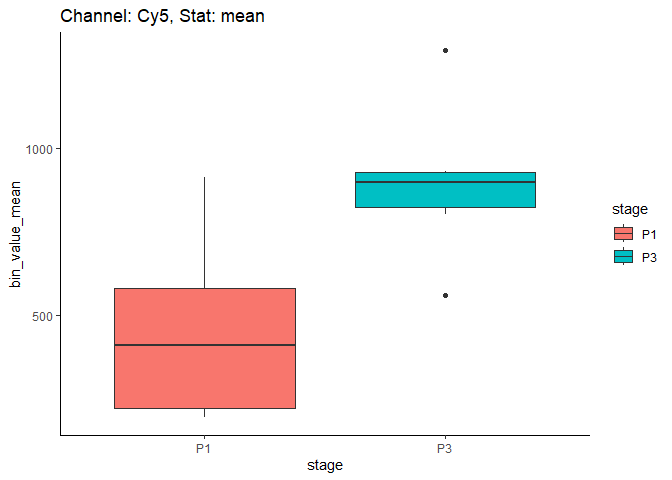 Channel: Cy5, Stat: mean
bin_value_mean
1000
500
P1
P3
stage
stage
P1
P3